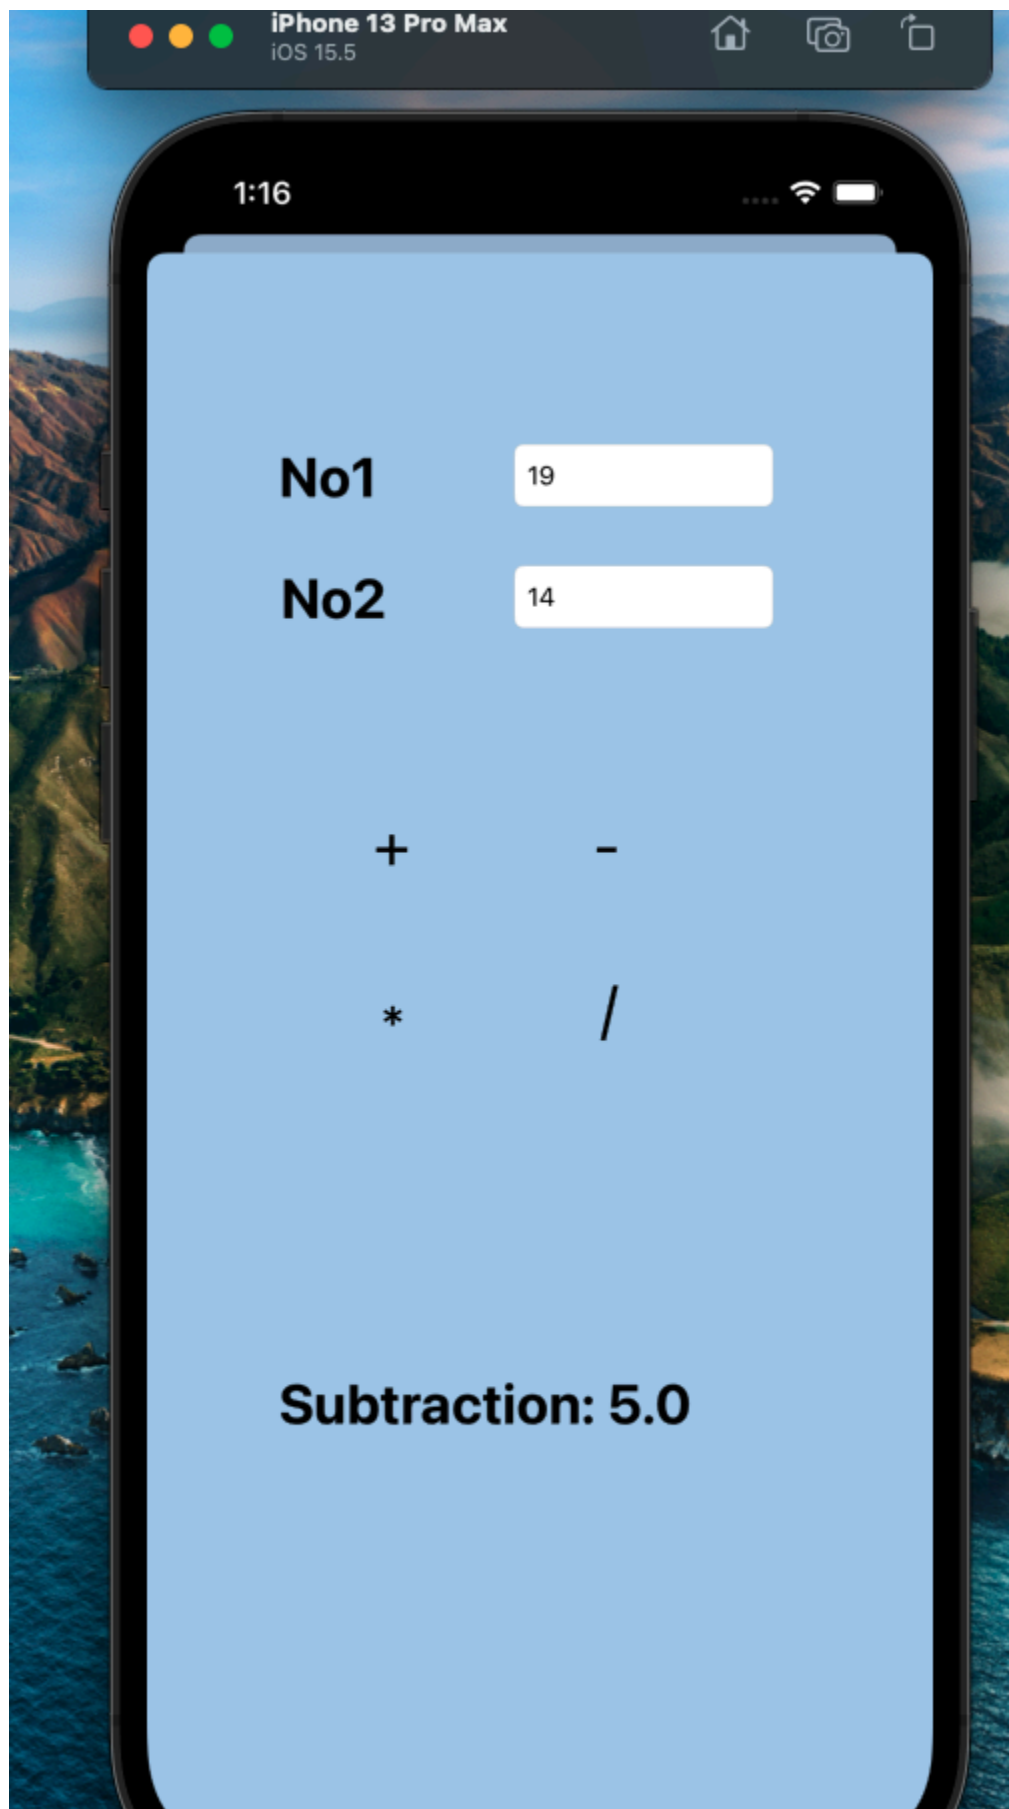 iPhone 13 Pro Max
iOS 15.5
1:16
No1 19
No2 14
+ -
* /
Subtraction: 5.0